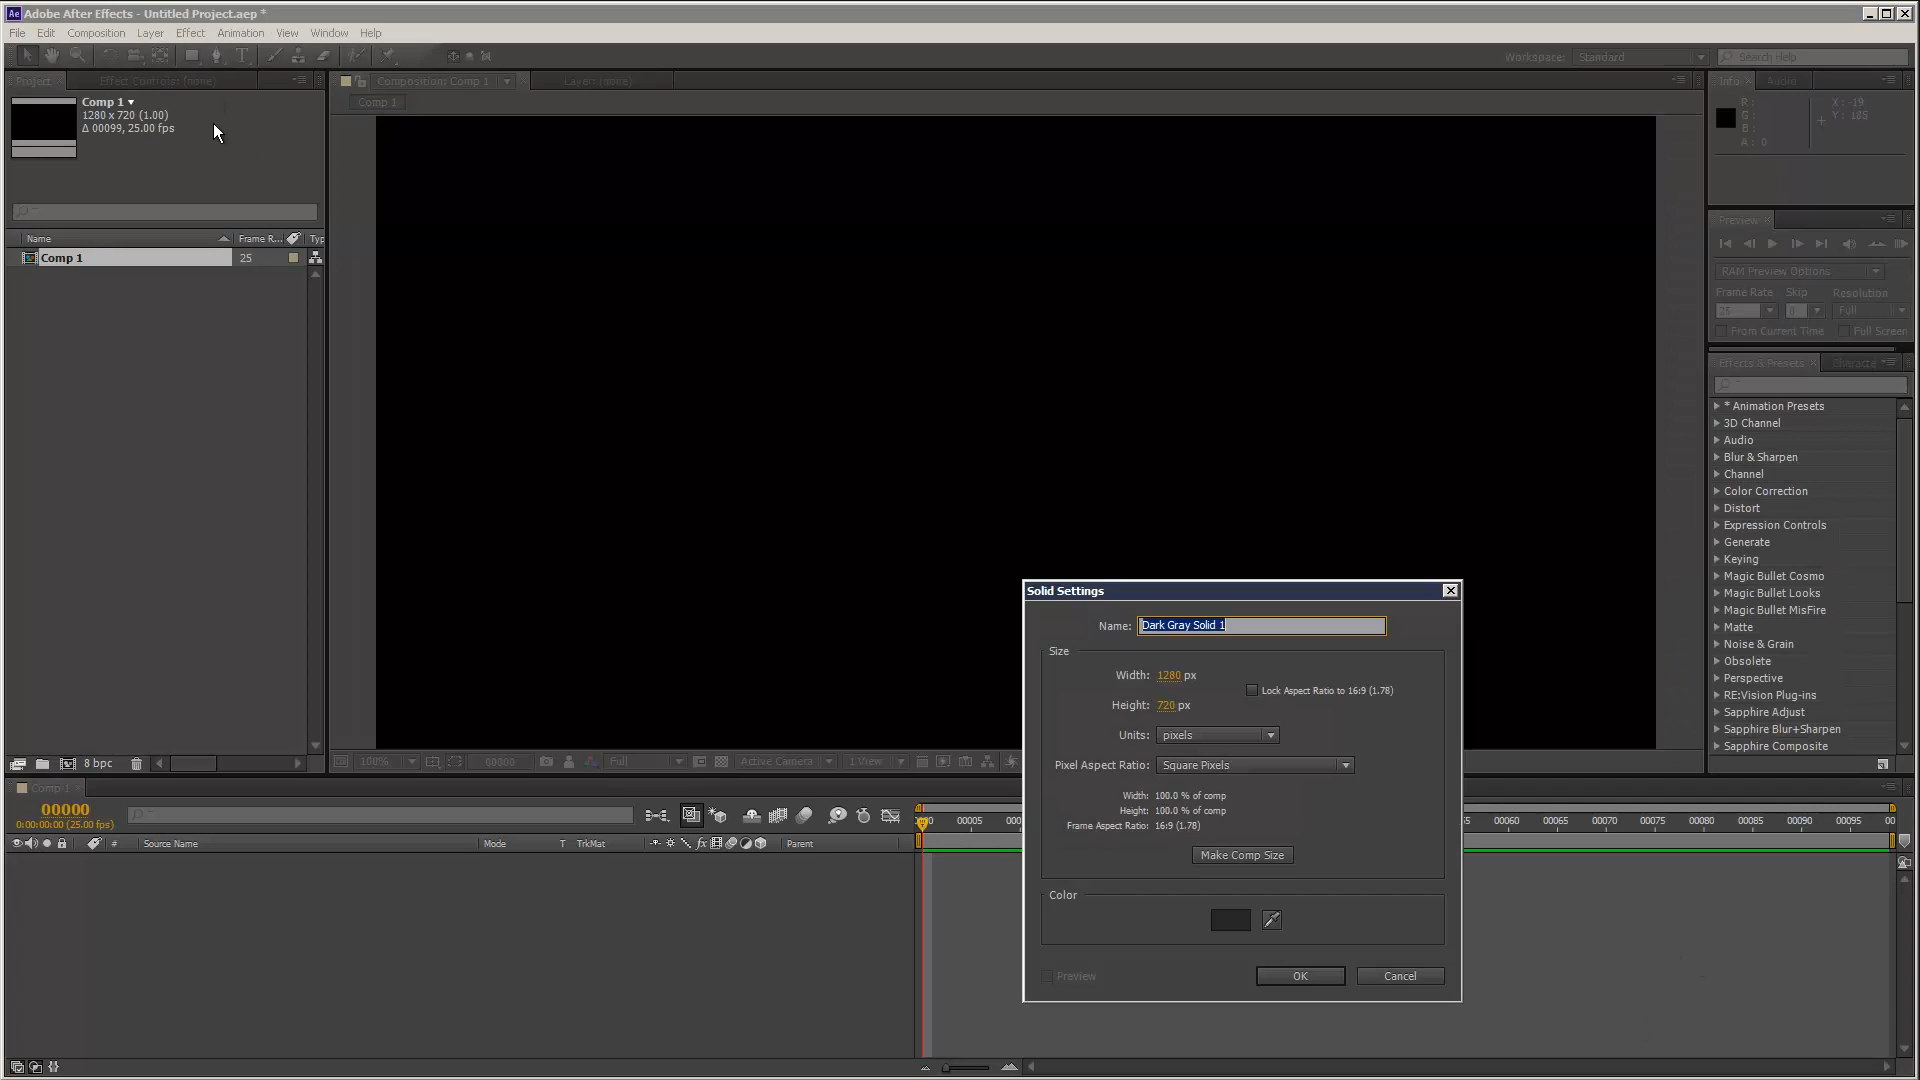 Adobe After Effects - Untitled Project.aep *
File Edit Composition Layer Effect Animation View Window Help
Workspace: Standard
Search Help
Project
Effect Controls: (none)
Composition: Comp 1
Layer: (none)
Info
Audio
Comp 1
1280 x 720 (1.00)
Δ 00099, 25.00 fps
Comp 1
R :
G :
B :
A : 0
X : -19
Y : 185
Name
Frame R...
Typ
Comp 1
25
Preview
RAM Preview Options
Frame Rate Skip Resolution
25 0 Full
From Current Time Full Screen
Effects & Presets
Characte
* Animation Presets
3D Channel
Audio
Blur & Sharpen
Channel
Color Correction
Distort
Expression Controls
Generate
Keying
Magic Bullet Cosmo
Magic Bullet Looks
Magic Bullet MisFire
Matte
Noise & Grain
Obsolete
Perspective
RE:Vision Plug-ins
Sapphire Adjust
Sapphire Blur+Sharpen
Sapphire Composite
Solid Settings
Name: Dark Gray Solid 1
Size
Width: 1280 px
Lock Aspect Ratio to 16:9 (1.78)
Height: 720 px
Units: pixels
Pixel Aspect Ratio: Square Pixels
Width: 100.0 % of comp
Height: 100.0 % of comp
Frame Aspect Ratio: 16:9 (1.78)
Make Comp Size
Color
Preview
OK
Cancel
8 bpc
100%
00000
Full
Active Camera
1 View
Comp 1
00000
0:00:00:00 (25.00 fps)
# Source Name Mode T TrkMat fx Parent
00005
00060 00065 00070 00075 00080 00085 00090 00095 00